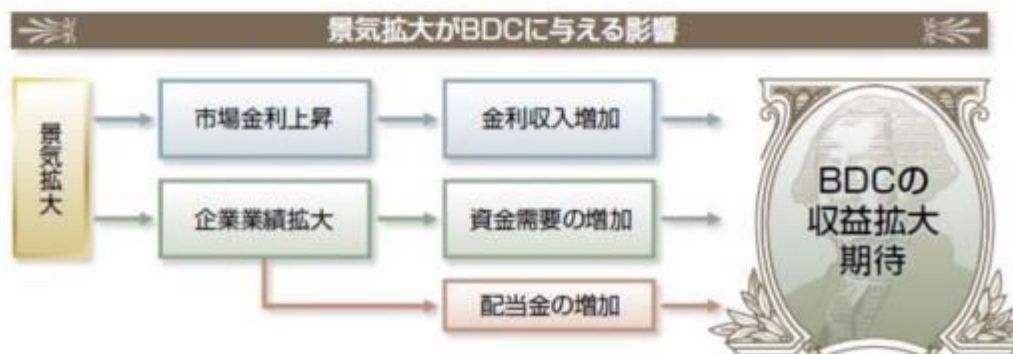 景気拡大がBDCに与える影響
景気拡大
市場金利上昇
金利収入増加
企業業績拡大
資金需要の増加
配当金の増加
BDCの
収益拡大
期待